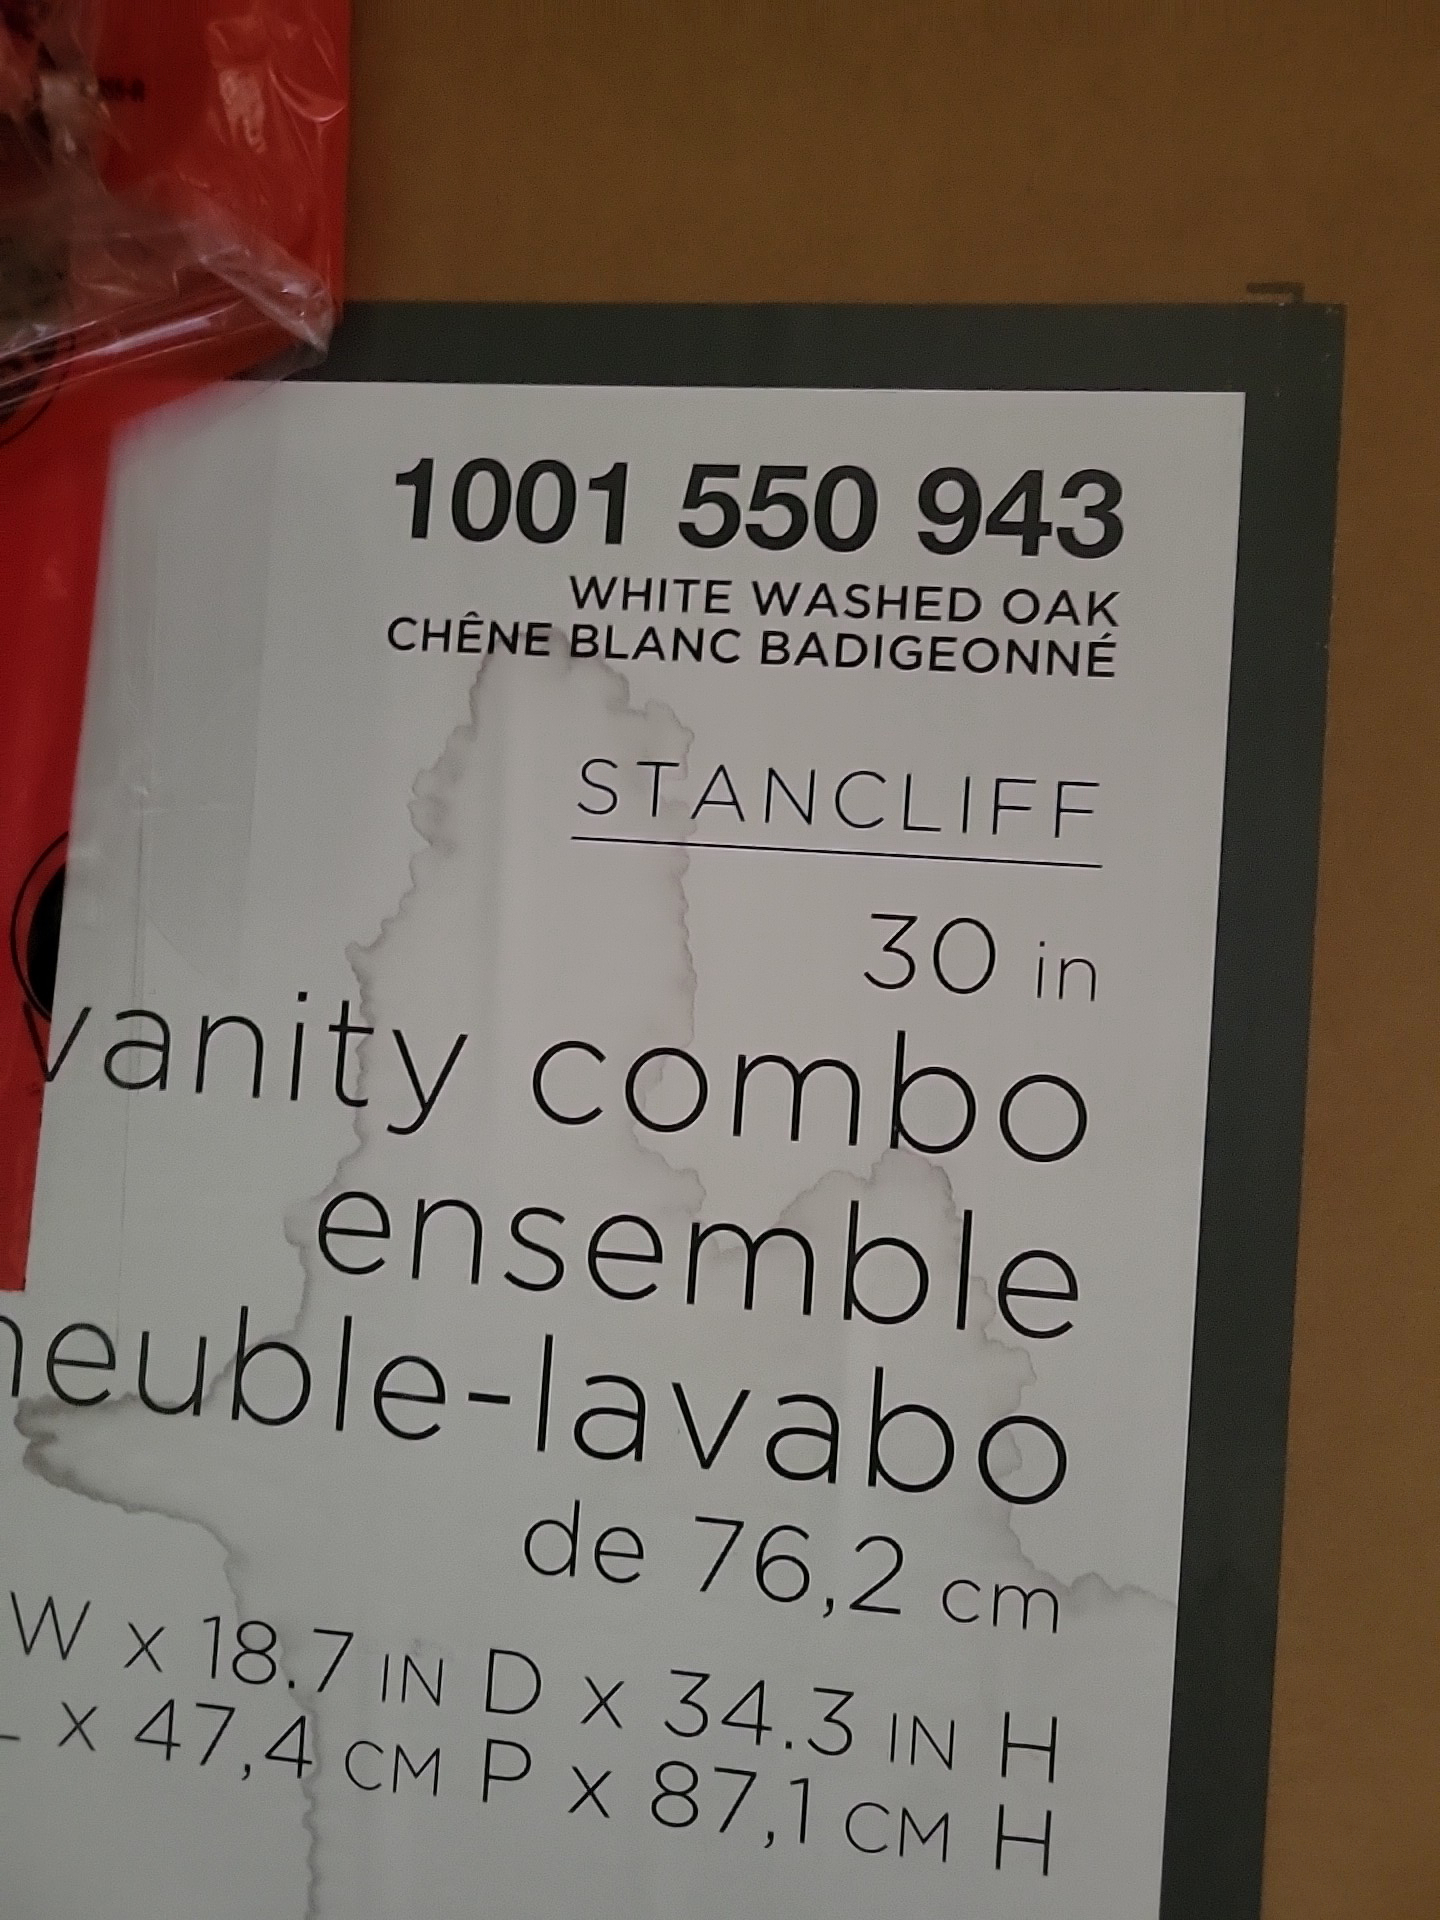 1001 550 943
WHITE WASHED OAK
CHÊNE BLANC BADIGEONNÉ
STANCLIFF
30 in
vanity combo
ensemble
neuble-lavabo
de 76,2 cm
W x 18.7 IN D x 34.3 IN H
L x 47,4 CM P x 87,1 CM H